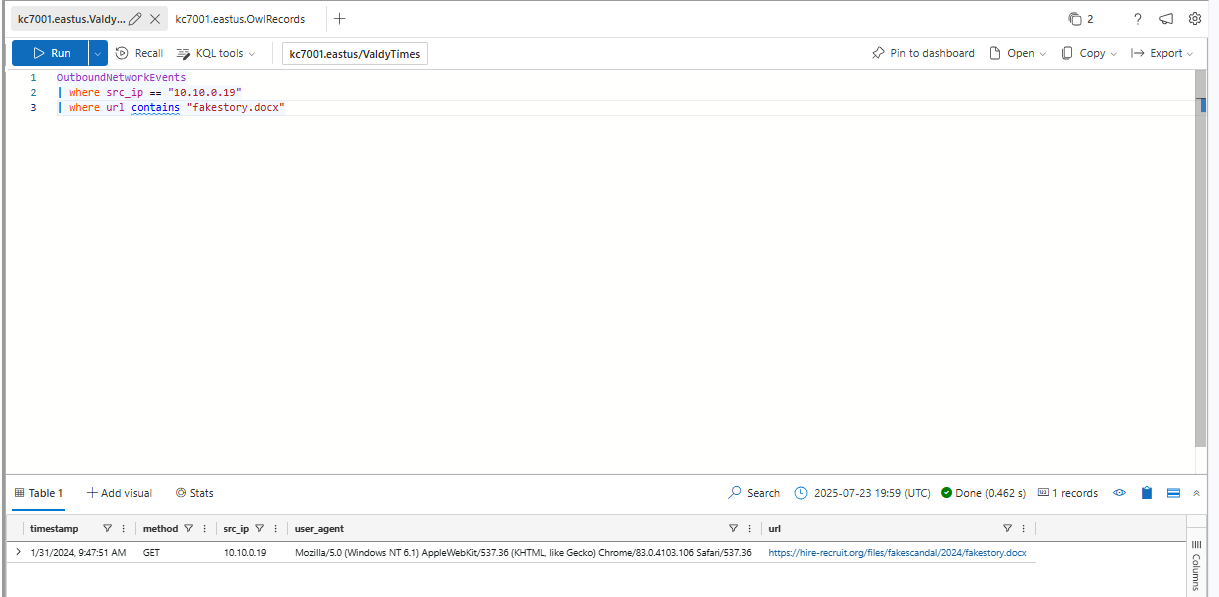 kc7001.eastus.Valdy...
kc7001.eastus.OwlRecords
2
Run
Recall
KQL tools
kc7001.eastus/ValdyTimes
Pin to dashboard
Open
Copy
Export
1 OutboundNetworkEvents
2 | where src_ip == "10.10.0.19"
3 | where url contains "fakestory.docx"
Table 1
Add visual
Stats
Search
2025-07-23 19:59 (UTC)
Done (0.462 s)
1 records
timestamp method src_ip user_agent url
1/31/2024, 9:47:51 AM GET 10.10.0.19 Mozilla/5.0 (Windows NT 6.1) AppleWebKit/537.36 (KHTML, like Gecko) Chrome/83.0.4103.106 Safari/537.36 https://hire-recruit.org/files/fakescandal/2024/fakestory.docx
Columns